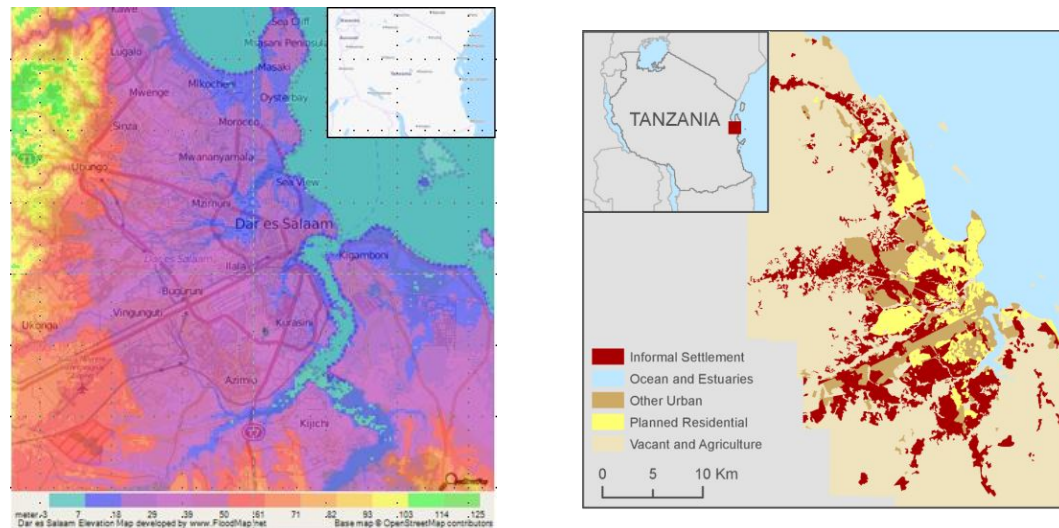 Kawe
Sea Cliff
Msasani Peninsula
Lugalo
Masaki
Mikocheni
Mwenge
Oysterbay
Sinza
Morocco
Mwananyamala
Ubungo
Sea View
Mzimuni
Dar es Salaam
Kigamboni
Dar es Salaam
Ilala
Buguruni
Vingunguti
Ukonga
Kurasini
Azimio
Kijichi
meter -3 7 18 29 39 50 61 71 82 93 103 114 125
Dar es Salaam Elevation Map developed by www.FloodMap.net
Base map © OpenStreetMap contributors
TANZANIA
Informal Settlement
Ocean and Estuaries
Other Urban
Planned Residential
Vacant and Agriculture
0 5 10 Km